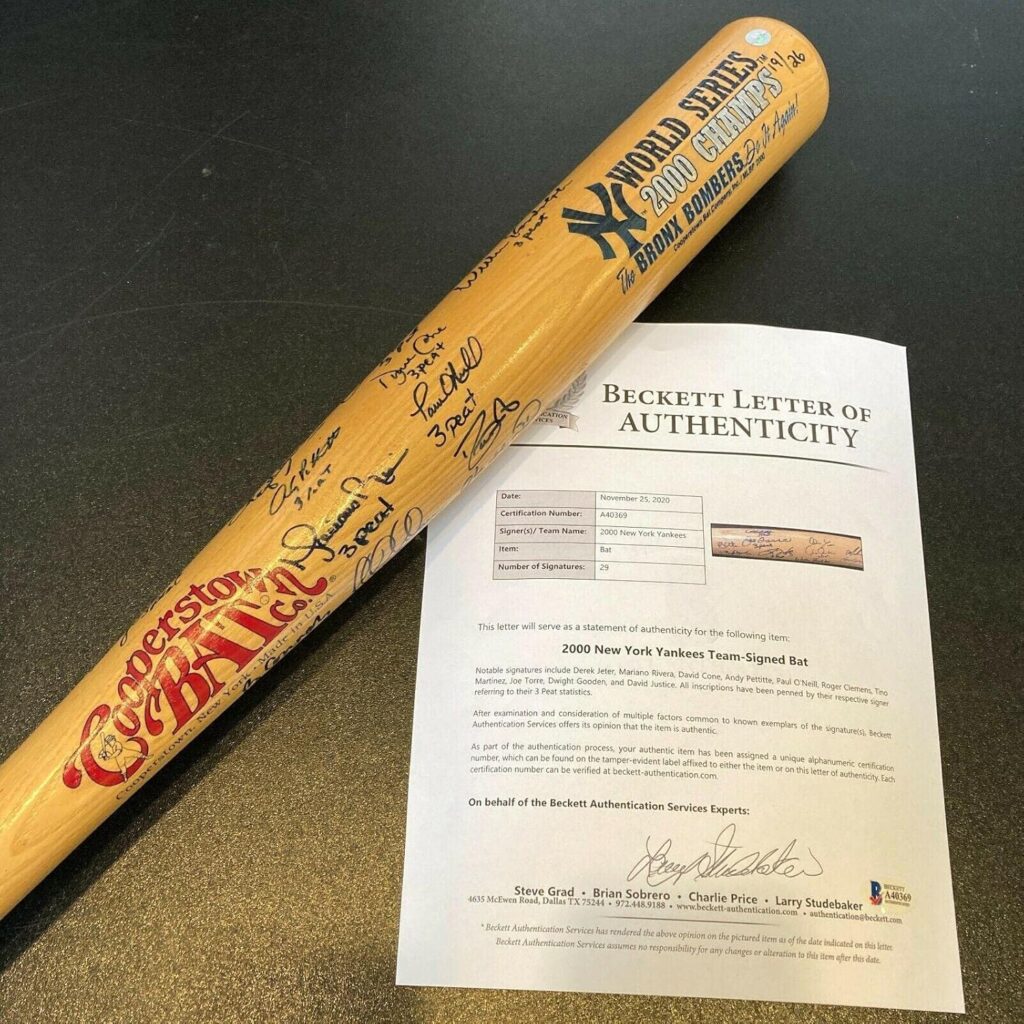 WORLD SERIES™
2000 CHAMPS
19/26
NY
The BRONX BOMBERS Do It Again!
Cooperstown Bat Company, Inc. / MLBP 2000
3 peat
3 peat
Paul O'Neill
3 peat
3 peat
Mariano Rivera
3 peat
Cooperstown
BAT
Co.®
Cooperstown, New York • Made in U.S.A.
BECKETT LETTER OF
AUTHENTICITY
Date: November 25, 2020
Certification Number: A40369
Signer(s)/ Team Name: 2000 New York Yankees
Item: Bat
Number of Signatures: 29
This letter will serve as a statement of authenticity for the following item:
2000 New York Yankees Team-Signed Bat
Notable signatures include Derek Jeter, Mariano Rivera, David Cone, Andy Pettitte, Paul O'Neill, Roger Clemens, Tino
Martinez, Joe Torre, Dwight Gooden, and David Justice. All inscriptions have been penned by their respective signer
referring to their 3 Peat statistics.
After examination and consideration of multiple factors common to known exemplars of the signature(s), Beckett
Authentication Services offers its opinion that the item is authentic.
As part of the authentication process, your authentic item has been assigned a unique alphanumeric certification
number, which can be found on the tamper-evident label affixed to either the item or on this letter of authenticity. Each
certification number can be verified at beckett-authentication.com.
On behalf of the Beckett Authentication Services Experts:
Steve Grad • Brian Sobrero • Charlie Price • Larry Studebaker
4635 McEwen Road, Dallas TX 75244 • 972.448.9188 • www.beckett-authentication.com • authentication@beckett.com
BECKETT
A40369
* Beckett Authentication Services has rendered the above opinion on the pictured item as of the date indicated on this letter.
Beckett Authentication Services assumes no responsibility for any changes or alteration to this item after this date.